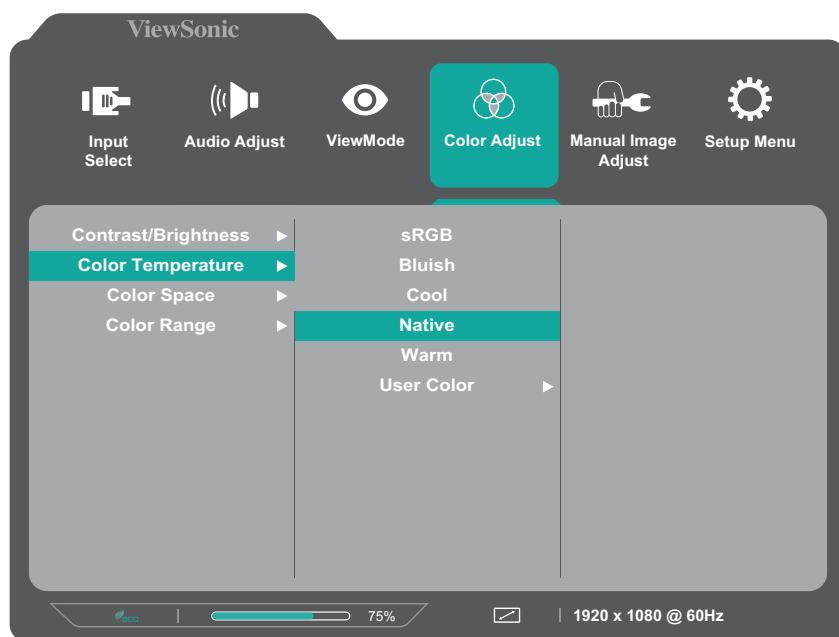 ViewSonic
Input
Select
Audio Adjust
ViewMode
Color Adjust
Manual Image
Adjust
Setup Menu
Contrast/Brightness
Color Temperature
Color Space
Color Range
sRGB
Bluish
Cool
Native
Warm
User Color
ECO
75%
1920 x 1080 @ 60Hz